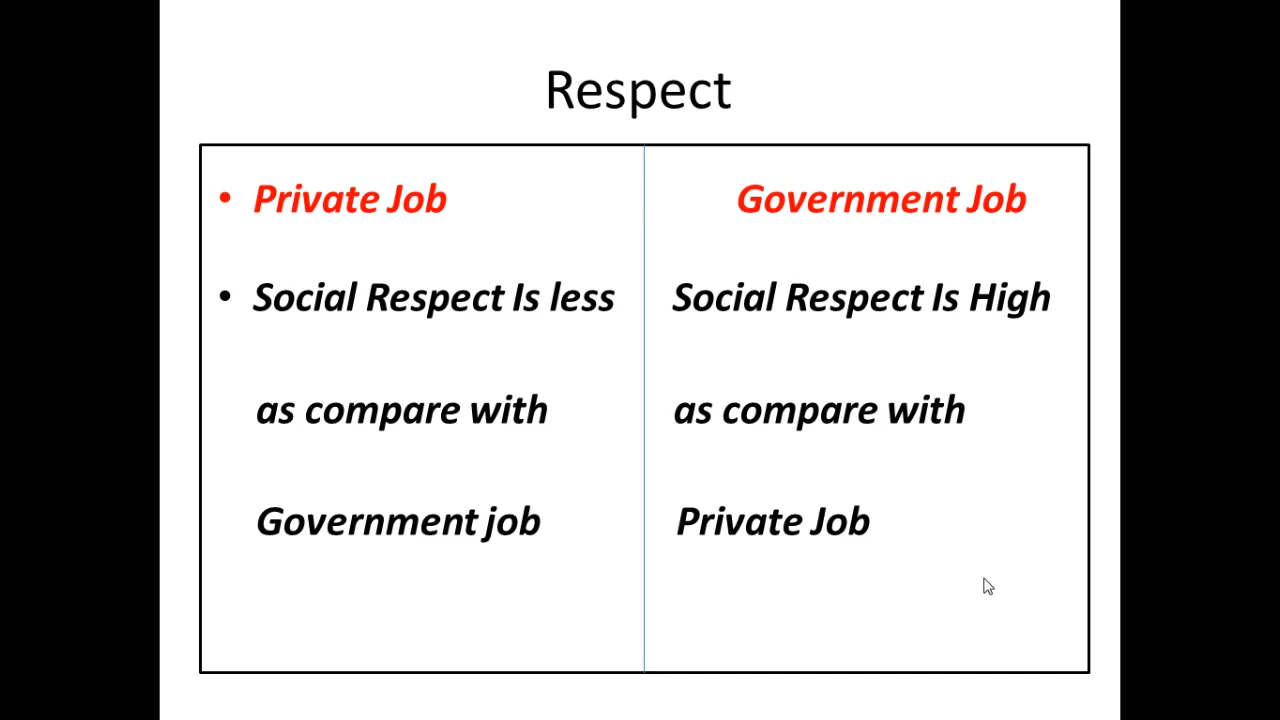 Respect
• Private Job
• Social Respect Is less
as compare with
Government job
Government Job
Social Respect Is High
as compare with
Private Job